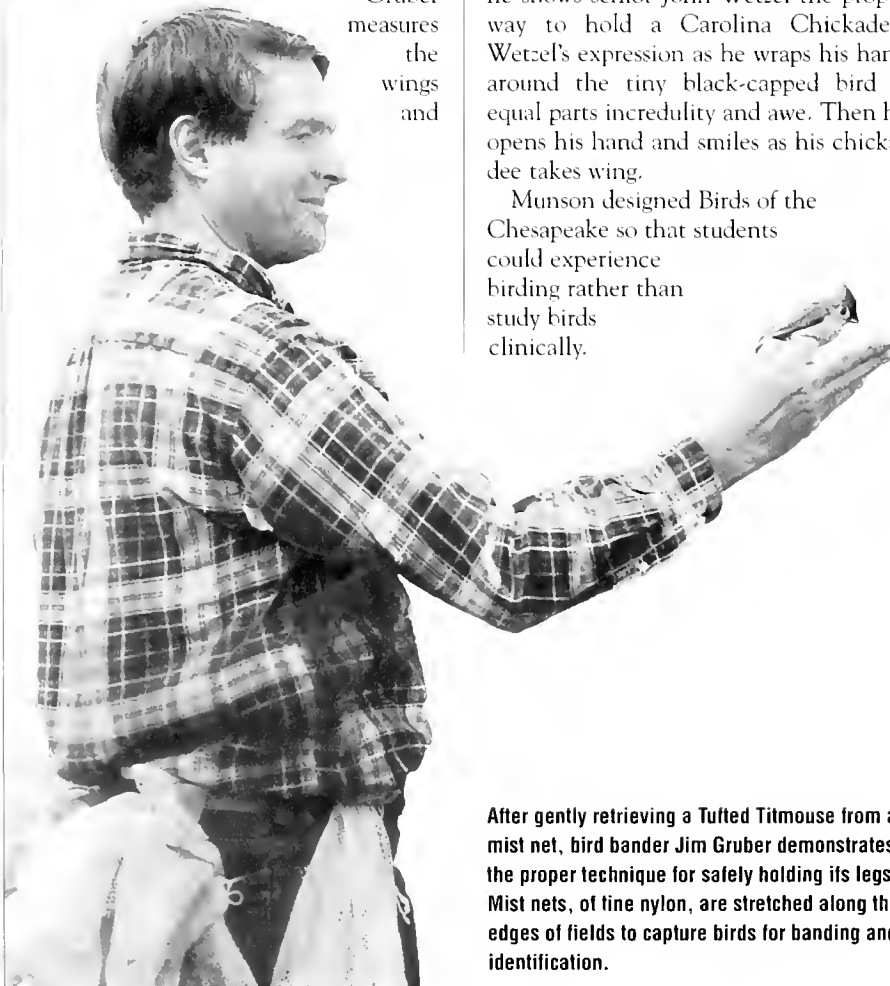 measures
the
wings
and
way to hold a Carolina Chickade
Wetzel's expression as he wraps his han
around the tiny black-capped bird
equal parts incredulity and awe. Then h
opens his hand and smiles as his chicka
dee takes wing.
Munson designed Birds of the
Chesapeake so that students
could experience
birding rather than
study birds
clinically.
After gently retrieving a Tufted Titmouse from a
mist net, bird bander Jim Gruber demonstrates
the proper technique for safely holding its legs.
Mist nets, of fine nylon, are stretched along th
edges of fields to capture birds for banding and
identification.